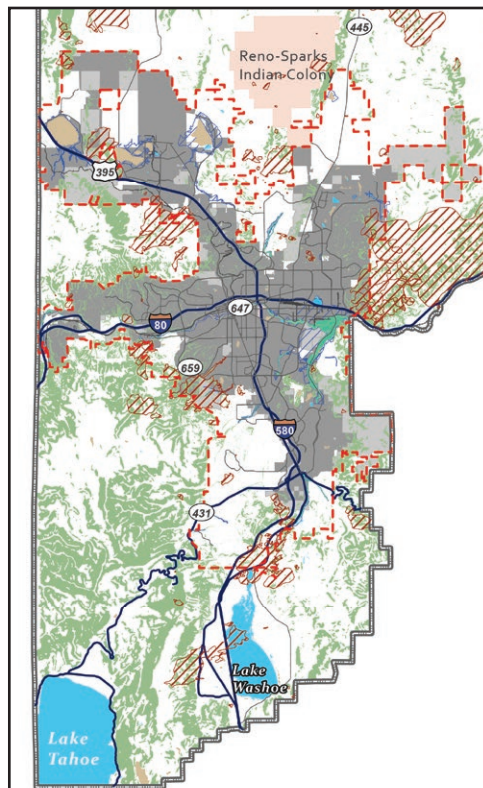 445
Reno-Sparks
Indian Colony
395
647
80
659
580
431
Lake
Washoe
Lake
Tahoe